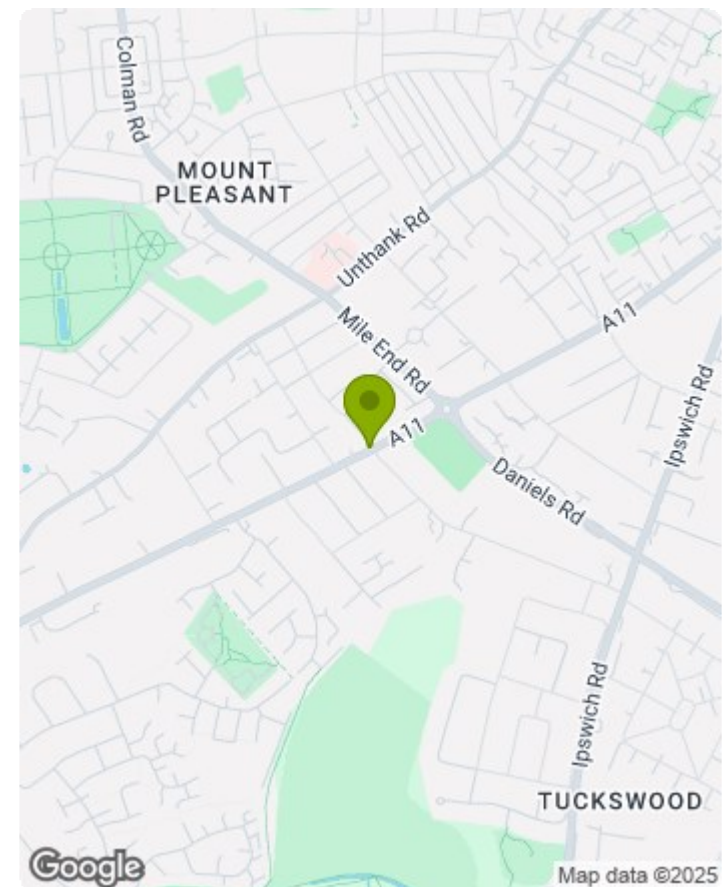 Colman Rd
MOUNT
PLEASANT
Unthank Rd
A11
Mile End Rd
Ipswich Rd
A11
Daniels Rd
Ipswich Rd
TUCKSWOOD
Google
Map data ©2025